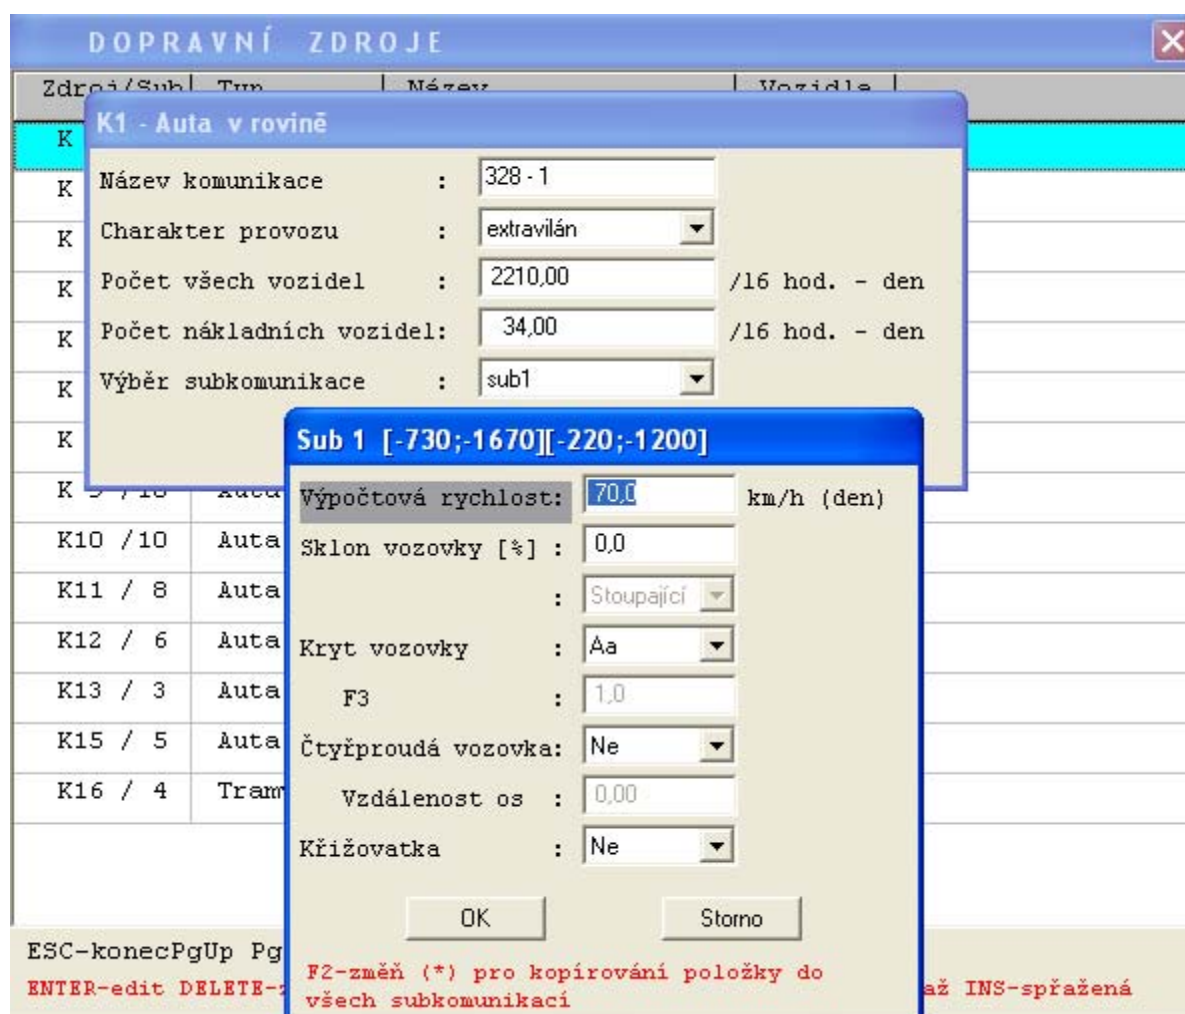 DOPRAVNÍ ZDROJE
Zdroj/Sub Typ Název Vozidla
K1 - Auta v rovině
K
Název komunikace : 328 - 1
K
Charakter provozu : extravilán
K
Počet všech vozidel : 2210,00 /16 hod. - den
K
Počet nákladních vozidel: 34,00 /16 hod. - den
K
Výběr subkomunikace : sub1
K
K
Sub 1 [-730;-1670][-220;-1200]
K
Výpočtová rychlost: 70,0 km/h (den)
K10 /10 Auta
Sklon vozovky [%] : 0,0
K11 / 8 Auta
: Stoupající
K12 / 6 Auta
Kryt vozovky : Aa
K13 / 3 Auta
F3 : 1,0
K15 / 5 Auta
Čtyřproudá vozovka: Ne
K16 / 4 Tram
Vzdálenost os : 0,00
Křižovatka : Ne
OK Storno
ESC-konecPgUp Pg
F2-změň (*) pro kopírování položky do
ENTER-edit DELETE- až INS-spřažená
všech subkomunikací